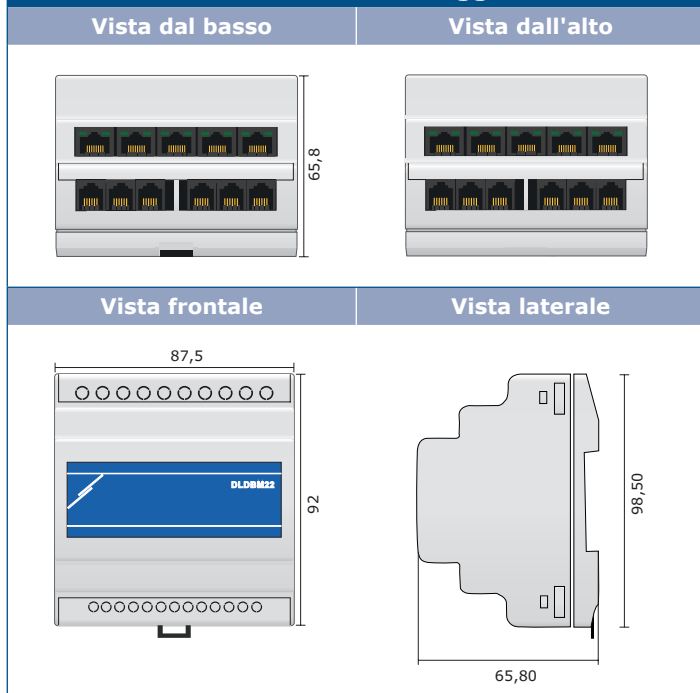 Vista dal basso
Vista dall'alto
65,8
Vista frontale
Vista laterale
87,5
DLDBM22
92
98,50
65,80